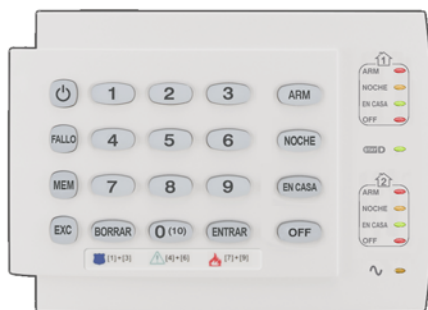 1 2 3 ARM
FALLO 4 5 6 NOCHE
MEM 7 8 9 EN CASA
EXC BORRAR 0 (10) ENTRAR OFF
[1]+[3] [4]+[6] [7]+[9]
1
ARM
NOCHE
EN CASA
OFF
2
ARM
NOCHE
EN CASA
OFF